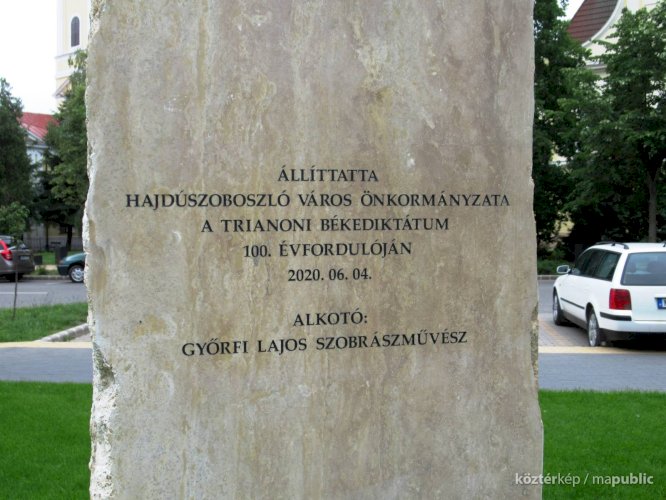 ÁLLÍTTATTA
HAJDÚSZOBOSZLÓ VÁROS ÖNKORMÁNYZATA
A TRIANONI BÉKEDIKTÁTUM
100. ÉVFORDULÓJÁN
2020. 06. 04.
ALKOTÓ:
GYŐRFI LAJOS SZOBRÁSZMŰVÉSZ
köztérkép / mapublic